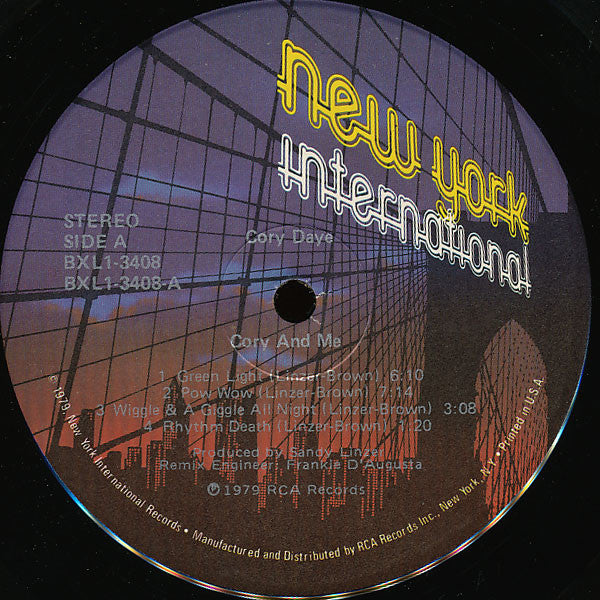 new york
international
STEREO
SIDE A
BXL1-3408
BXL1-3408-A
Cory Daye
Cory And Me
1 Green Light (Linzer-Brown) 6:10
2 Pow Wow (Linzer-Brown) 7:14
3 Wiggle & A Giggle All Night (Linzer-Brown) 3:08
4 Rhythm Death (Linzer-Brown) 1:20
Produced by Sandy Linzer
Remix Engineer: Frankie D'Augusta
℗ 1979 RCA Records
© 1979, New York International Records • Manufactured and Distributed by RCA Records Inc., New York, N.Y. • Printed in U.S.A.